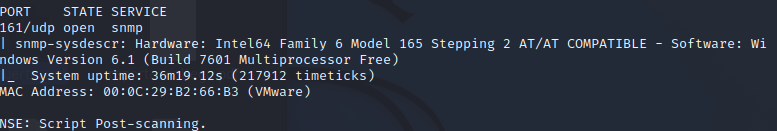 PORT    STATE SERVICE
161/udp open  snmp
| snmp-sysdescr: Hardware: Intel64 Family 6 Model 165 Stepping 2 AT/AT COMPATIBLE - Software: Wi
ndows Version 6.1 (Build 7601 Multiprocessor Free)
|_  System uptime: 36m19.12s (217912 timeticks)
MAC Address: 00:0C:29:B2:66:B3 (VMware)

NSE: Script Post-scanning.